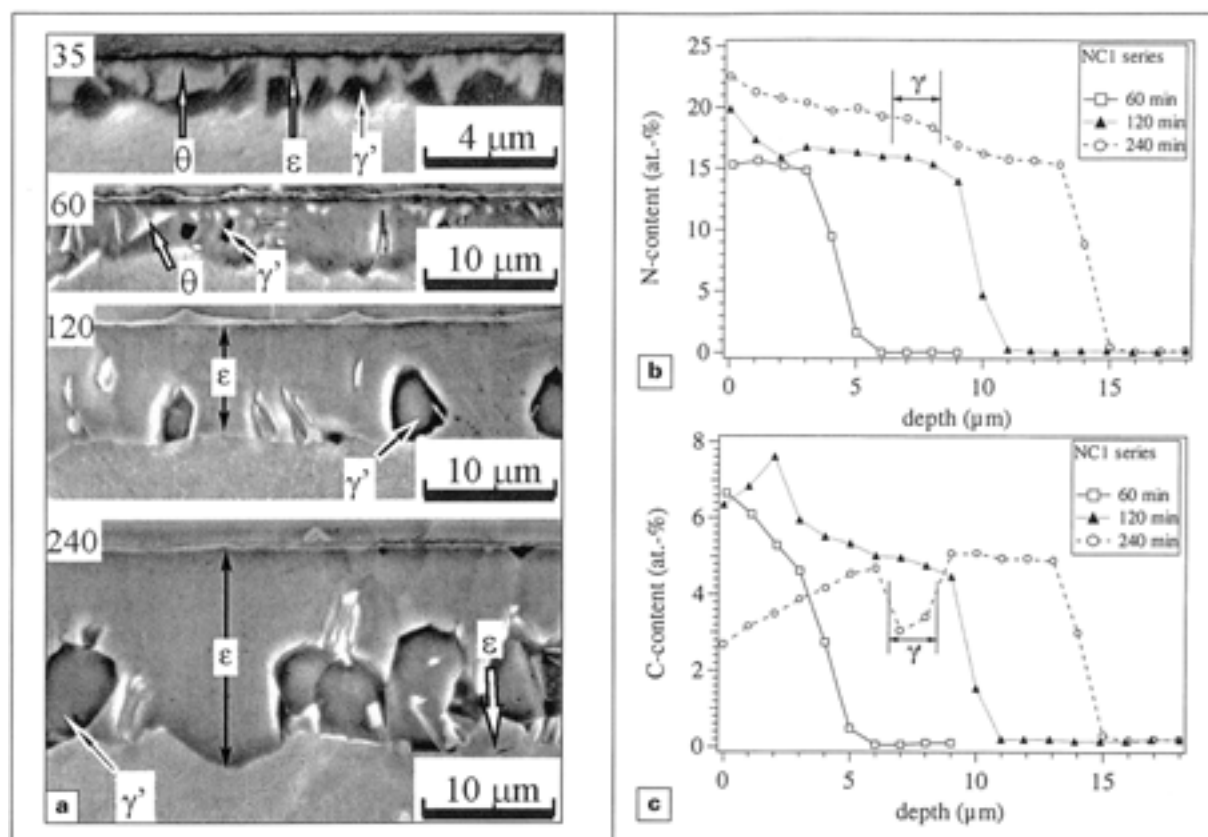 35
θ
ε
γ'
4 μm
60
θ
γ'
10 μm
120
ε
γ'
10 μm
240
ε
ε
γ'
10 μm
a
N-content (at.-%)
25
20
15
10
5
0
γ'
NC1 series
60 min
120 min
240 min
0
5
10
15
depth (μm)
b
C-content (at.-%)
8
6
4
2
0
γ'
NC1 series
60 min
120 min
240 min
0
5
10
15
depth (μm)
c